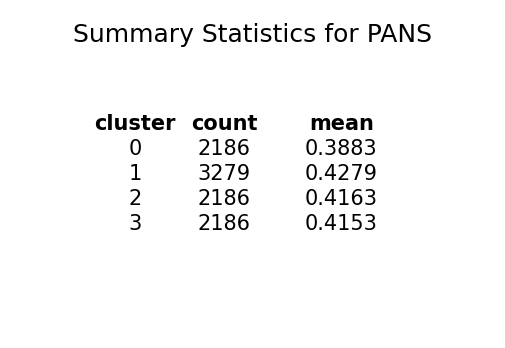 Summary Statistics for PANS
cluster count mean
0 2186 0.3883
1 3279 0.4279
2 2186 0.4163
3 2186 0.4153